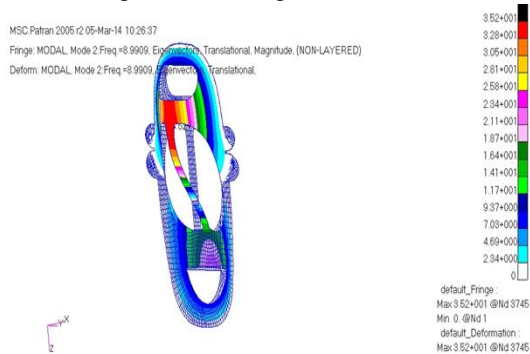 MSC.Patran 2005 r2 05-Mar-14 10:26:37
Fringe: MODAL, Mode 2:Freq.=8.9909, Eigenvectors, Translational, Magnitude, (NON-LAYERED)
Deform: MODAL, Mode 2:Freq.=8.9909, Eigenvectors, Translational,
3.52+001
3.28+001
3.05+001
2.81+001
2.58+001
2.34+001
2.11+001
1.87+001
1.64+001
1.41+001
1.17+001
9.37+000
7.03+000
4.69+000
2.34+000
0.
default_Fringe :
Max 3.52+001 @Nd 3745
Min 0. @Nd 1
default_Deformation :
Max 3.52+001 @Nd 3745
Y X
Z